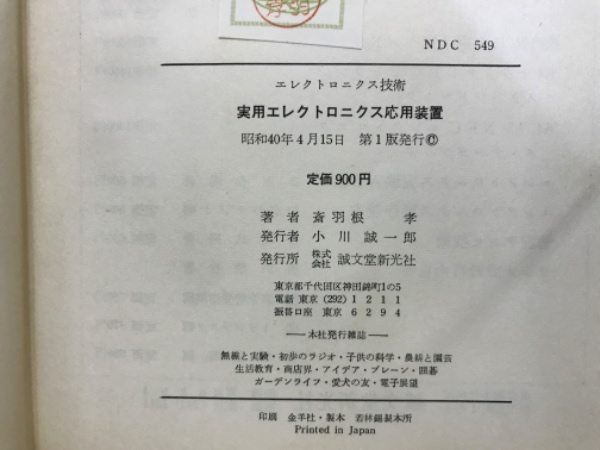 NDC 549
エレクトロニクス技術
実用エレクトロニクス応用装置
昭和40年4月15日 第1版発行©
定価900円
著者 斎羽根 孝
発行者 小川誠一郎
発行所 株式会社 誠文堂新光社
東京都千代田区神田錦町1の5
電話 東京 (292) 1211
振替口座 東京 6294
――本社発行雑誌――
無線と実験・初歩のラジオ・子供の科学・農耕と園芸
生活教育・商店界・アイデア・ブレーン・囲碁
ガーデンライフ・愛犬の友・電子展望
印刷 金羊社・製本 若林製本所
Printed in Japan